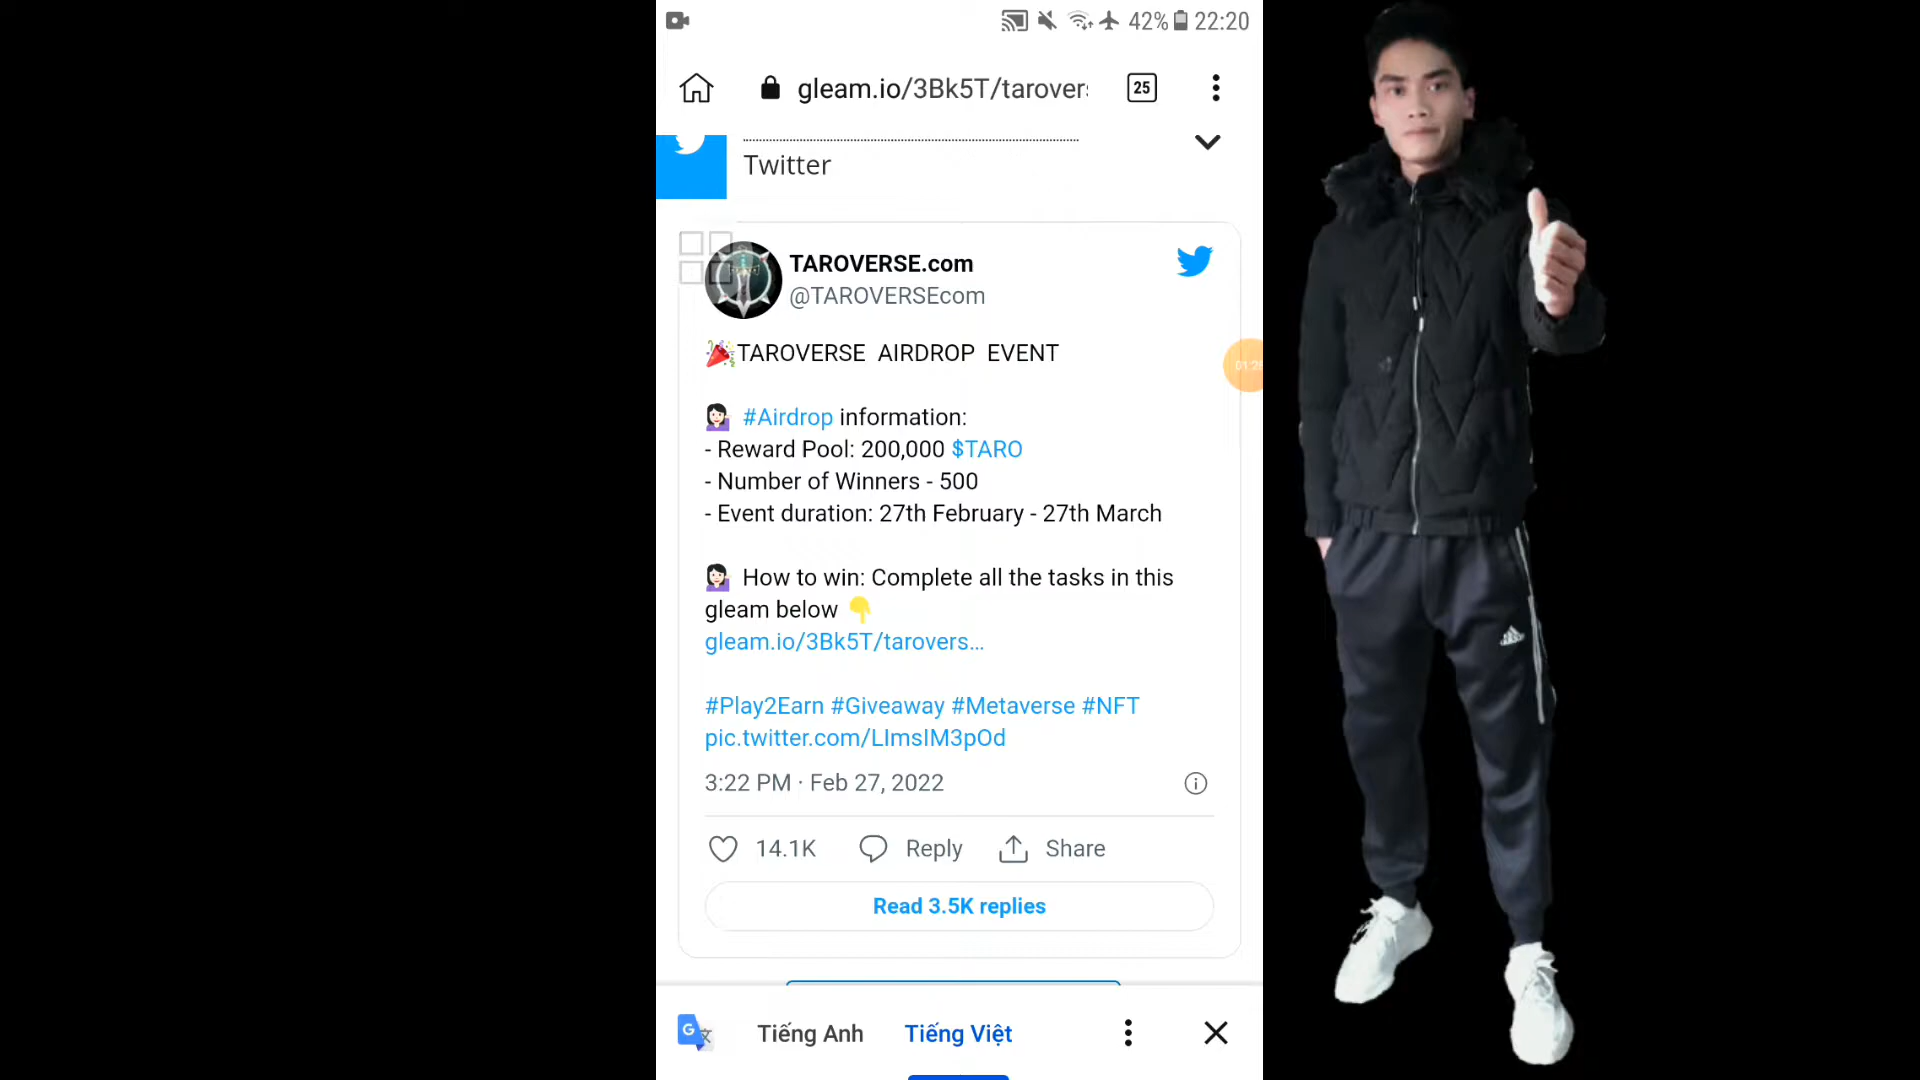 42% 22:20
gleam.io/3Bk5T/tarover
25
Twitter
TAROVERSE.com
@TAROVERSEcom
TAROVERSE AIRDROP EVENT
01:2
#Airdrop information:
- Reward Pool: 200,000 $TARO
- Number of Winners - 500
- Event duration: 27th February - 27th March
How to win: Complete all the tasks in this
gleam below
gleam.io/3Bk5T/tarovers...
#Play2Earn #Giveaway #Metaverse #NFT
pic.twitter.com/LImsIM3pOd
3:22 PM · Feb 27, 2022
14.1K Reply Share
Read 3.5K replies
G Tiếng Anh Tiếng Việt